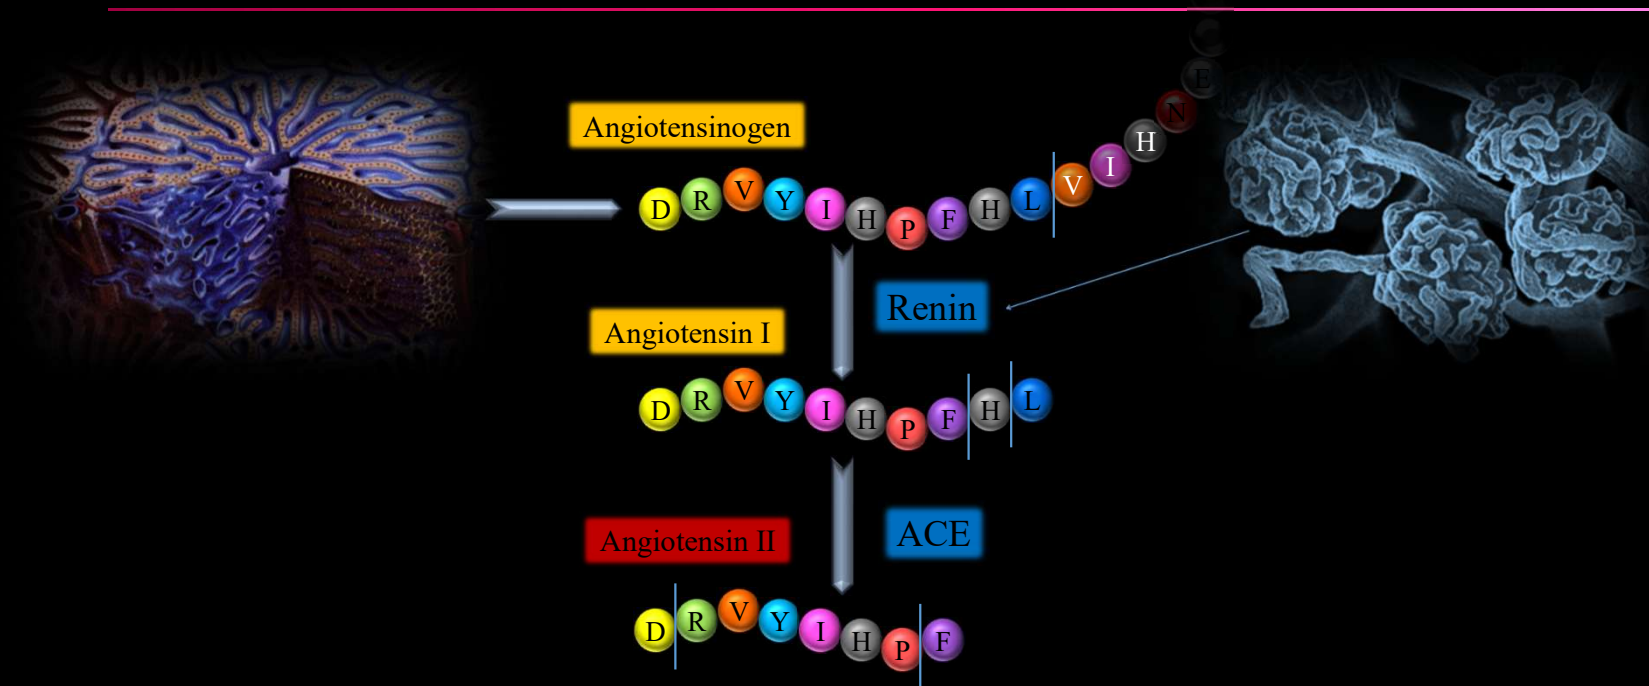 Angiotensinogen
D R V Y I H P F H L V I H N E
Renin
Angiotensin I
D R V Y I H P F H L
ACE
Angiotensin II
D R V Y I H P F